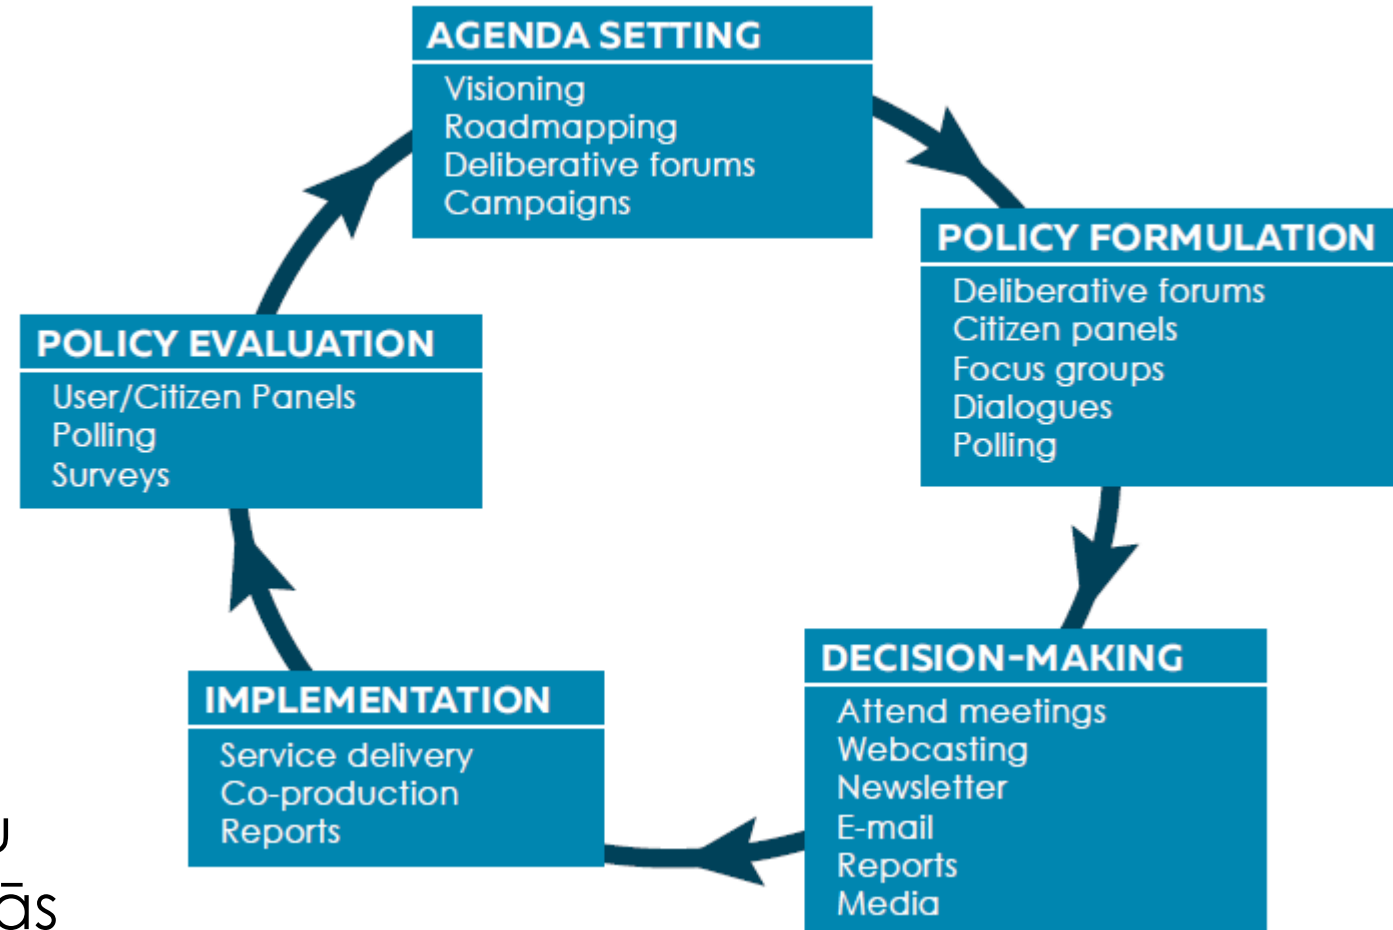 AGENDA SETTING
Visioning
Roadmapping
Deliberative forums
Campaigns
POLICY FORMULATION
Deliberative forums
Citizen panels
Focus groups
Dialogues
Polling
DECISION-MAKING
Attend meetings
Webcasting
Newsletter
E-mail
Reports
Media
IMPLEMENTATION
Service delivery
Co-production
Reports
POLICY EVALUATION
User/Citizen Panels
Polling
Surveys